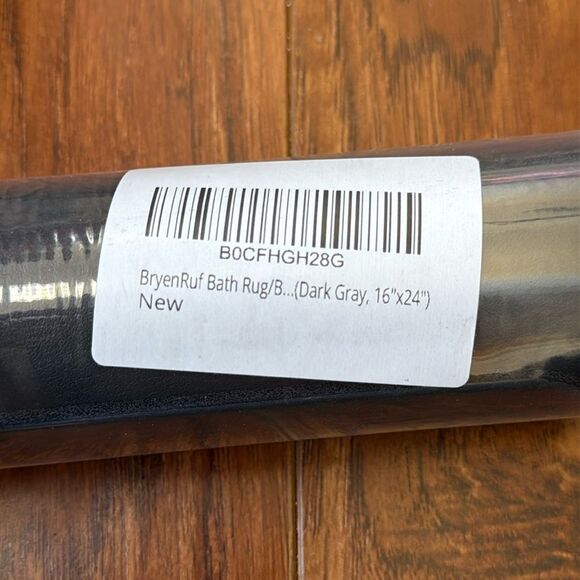 B0CFHGH28G
BryenRuf Bath Rug/B...(Dark Gray, 16"x24")
New